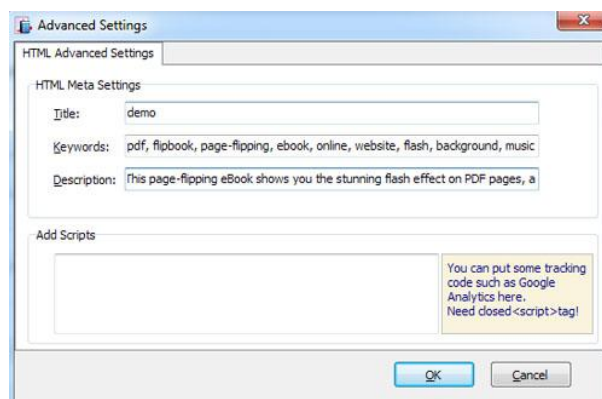 Advanced Settings
HTML Advanced Settings
HTML Meta Settings
Title: demo
Keywords: pdf, flipbook, page-flipping, ebook, online, website, flash, background, music
Description: This page-flipping eBook shows you the stunning flash effect on PDF pages, a
Add Scripts
You can put some tracking
code such as Google
Analytics here.
Need closed<script>tag!
OK Cancel